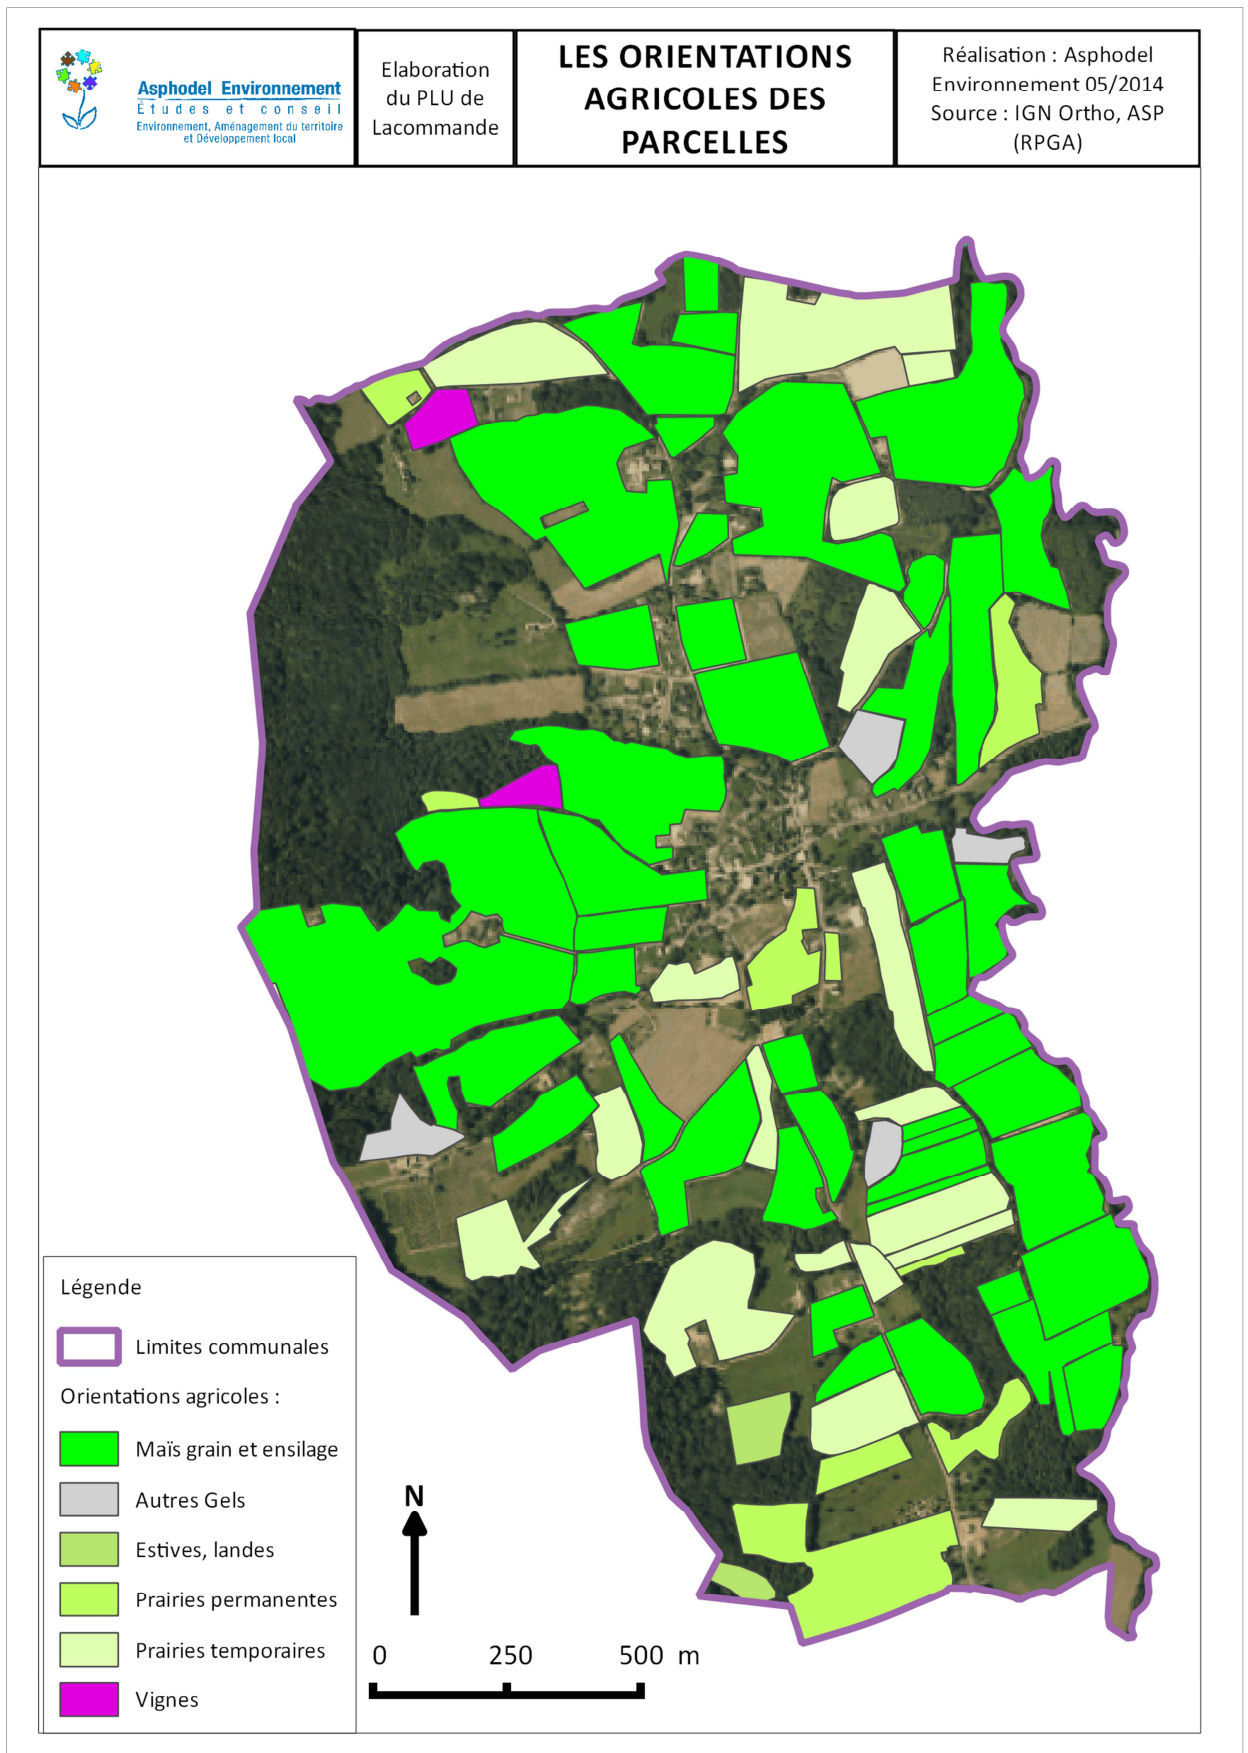 Asphodel Environnement
Études et conseil
Environnement, Aménagement du territoire
et Développement local
Elaboration
du PLU de
Lacommande
LES ORIENTATIONS
AGRICOLES DES
PARCELLES
Réalisation : Asphodel
Environnement 05/2014
Source : IGN Ortho, ASP
(RPGA)
Légende
Limites communales
Orientations agricoles :
Maïs grain et ensilage
Autres Gels
Estives, landes
Prairies permanentes
Prairies temporaires
Vignes
N
0 250 500 m